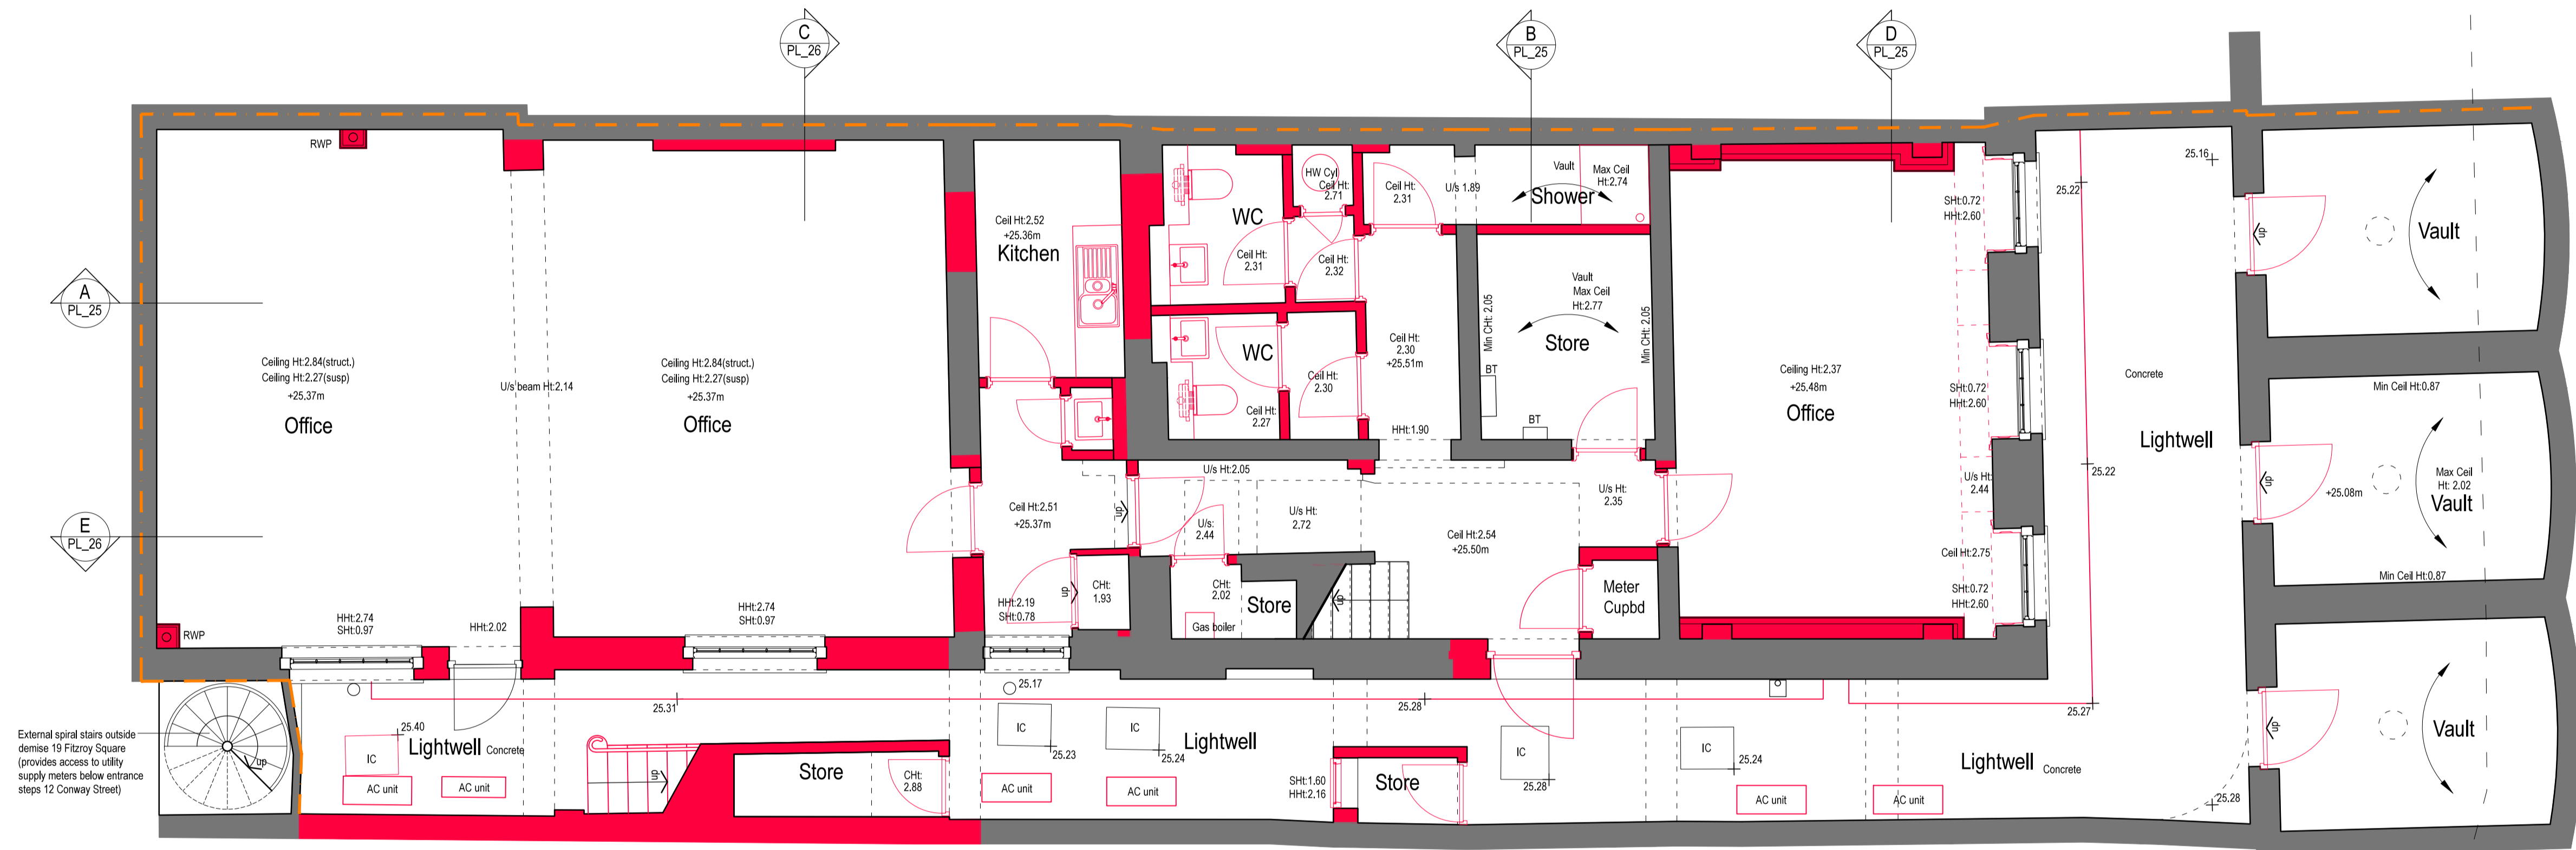 C
PL_26
B
PL_25
D
PL_25
A
PL_25
E
PL_26
RWP
Ceiling Ht:2.84(struct.)
Ceiling Ht:2.27(susp)
+25.37m
Office
U/s beam Ht:2.14
Ceiling Ht:2.84(struct.)
Ceiling Ht:2.27(susp)
+25.37m
Office
RWP
HHt:2.74
SHt:0.97
HHt:2.02
HHt:2.74
SHt:0.97
Ceil Ht:2.52
+25.36m
Kitchen
Ceil Ht:2.51
+25.37m
dn
HHt:2.19
SHt:0.78
up
CHt:
1.93
WC
Ceil Ht:
2.31
HW Cyl
Ceil Ht:
2.71
Ceil Ht:
2.32
Ceil Ht:
2.31
U/s 1.89
Vault
Shower
Max Ceil
Ht:2.74
WC
Ceil Ht:
2.27
Ceil Ht:
2.30
Ceil Ht:
2.30
+25.51m
HHt:1.90
Min CHt: 2.05
Vault
Max Ceil
Ht:2.77
Store
Min CHt: 2.05
BT
BT
U/s Ht:2.05
U/s:
2.44
U/s Ht:
2.72
CHt:
2.02
Gas boiler
Store
up
Ceil Ht:2.54
+25.50m
U/s Ht:
2.35
Meter
Cupbd
Ceiling Ht:2.37
+25.48m
Office
SHt:0.72
HHt:2.60
SHt:0.72
HHt:2.60
U/s Ht:
2.44
Ceil Ht:2.75
SHt:0.72
HHt:2.60
25.16
25.22
Concrete
Lightwell
25.22
25.27
25.28
dn
Vault
Min Ceil Ht:0.87
dn
+25.08m
Max Ceil
Ht: 2.02
Vault
Min Ceil Ht:0.87
dn
Vault
External spiral stairs outside
demise 19 Fitzroy Square
(provides access to utility
supply meters below entrance
steps 12 Conway Street)
up
25.40
IC
Lightwell Concrete
AC unit
AC unit
25.31
dn
Store
CHt:
2.88
25.17
IC
25.23
AC unit
IC
25.24
AC unit
Lightwell
25.28
SHt:1.60
HHt:2.16
Store
IC
25.28
IC
25.24
AC unit
AC unit
Lightwell Concrete